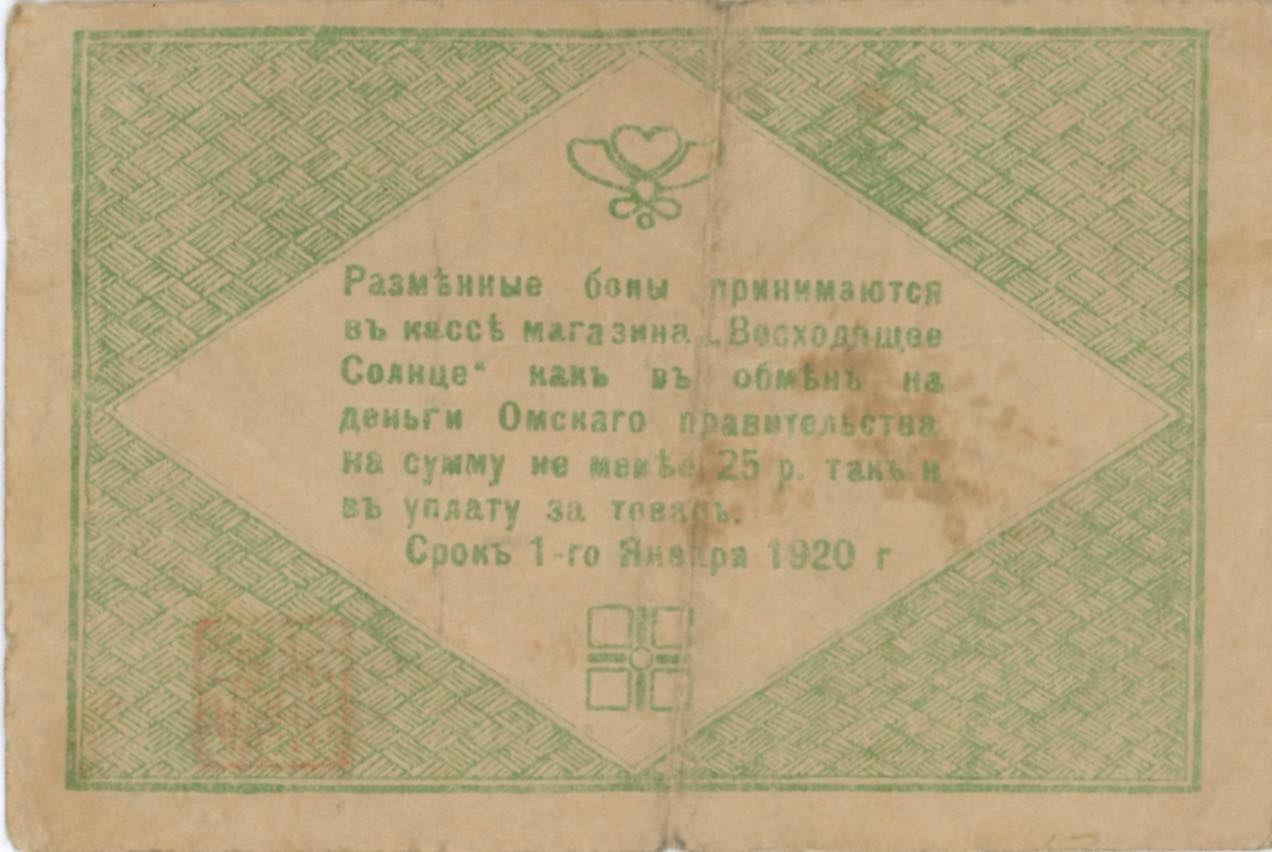 Размѣнные боны принимаются
въ кассѣ магазина „Восходящее
Солнце“ какъ въ обмѣнъ на
деньги Омскаго правительства
на сумму не менѣе 25 р. такъ и
въ уплату за товаръ.
Срокъ 1-го Января 1920 г